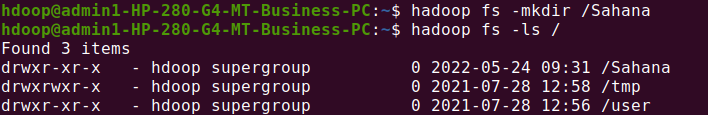 hdoop@admin1-HP-280-G4-MT-Business-PC:~$ hadoop fs -mkdir /Sahana
hdoop@admin1-HP-280-G4-MT-Business-PC:~$ hadoop fs -ls /
Found 3 items
drwxr-xr-x   - hdoop supergroup          0 2022-05-24 09:31 /Sahana
drwxrwxr-x   - hdoop supergroup          0 2021-07-28 12:58 /tmp
drwxr-xr-x   - hdoop supergroup          0 2021-07-28 12:56 /user